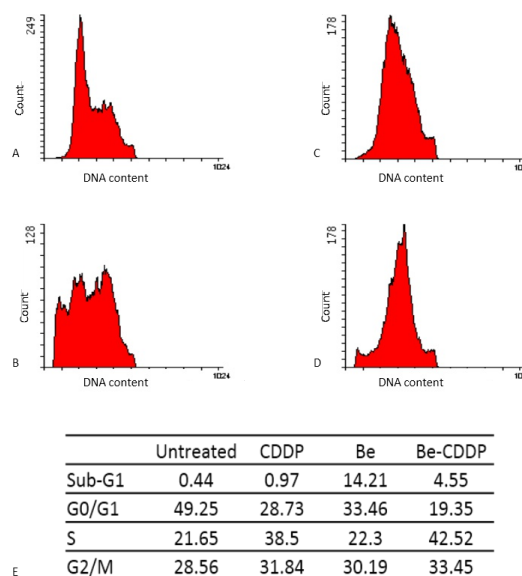 249
Count
A
1024
DNA content
178
Count
C
10
DNA content
128
Count
B
1024
DNA content
178
Count
D
10
DNA content
Untreated CDDP Be Be-CDDP
Sub-G1 0.44 0.97 14.21 4.55
G0/G1 49.25 28.73 33.46 19.35
S 21.65 38.5 22.3 42.52
G2/M 28.56 31.84 30.19 33.45
E